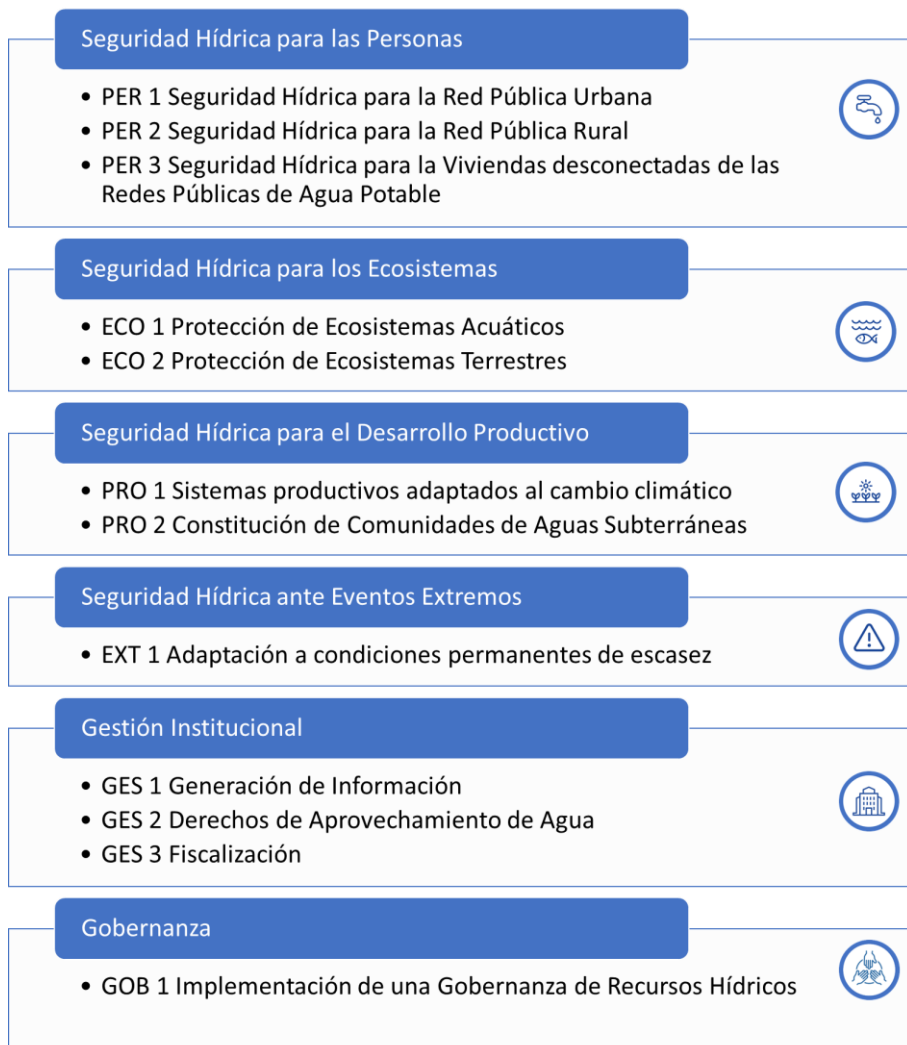 Seguridad Hídrica para las Personas
• PER 1 Seguridad Hídrica para la Red Pública Urbana
• PER 2 Seguridad Hídrica para la Red Pública Rural
• PER 3 Seguridad Hídrica para la Viviendas desconectadas de las
Redes Públicas de Agua Potable
Seguridad Hídrica para los Ecosistemas
• ECO 1 Protección de Ecosistemas Acuáticos
• ECO 2 Protección de Ecosistemas Terrestres
Seguridad Hídrica para el Desarrollo Productivo
• PRO 1 Sistemas productivos adaptados al cambio climático
• PRO 2 Constitución de Comunidades de Aguas Subterráneas
Seguridad Hídrica ante Eventos Extremos
• EXT 1 Adaptación a condiciones permanentes de escasez
Gestión Institucional
• GES 1 Generación de Información
• GES 2 Derechos de Aprovechamiento de Agua
• GES 3 Fiscalización
Gobernanza
• GOB 1 Implementación de una Gobernanza de Recursos Hídricos